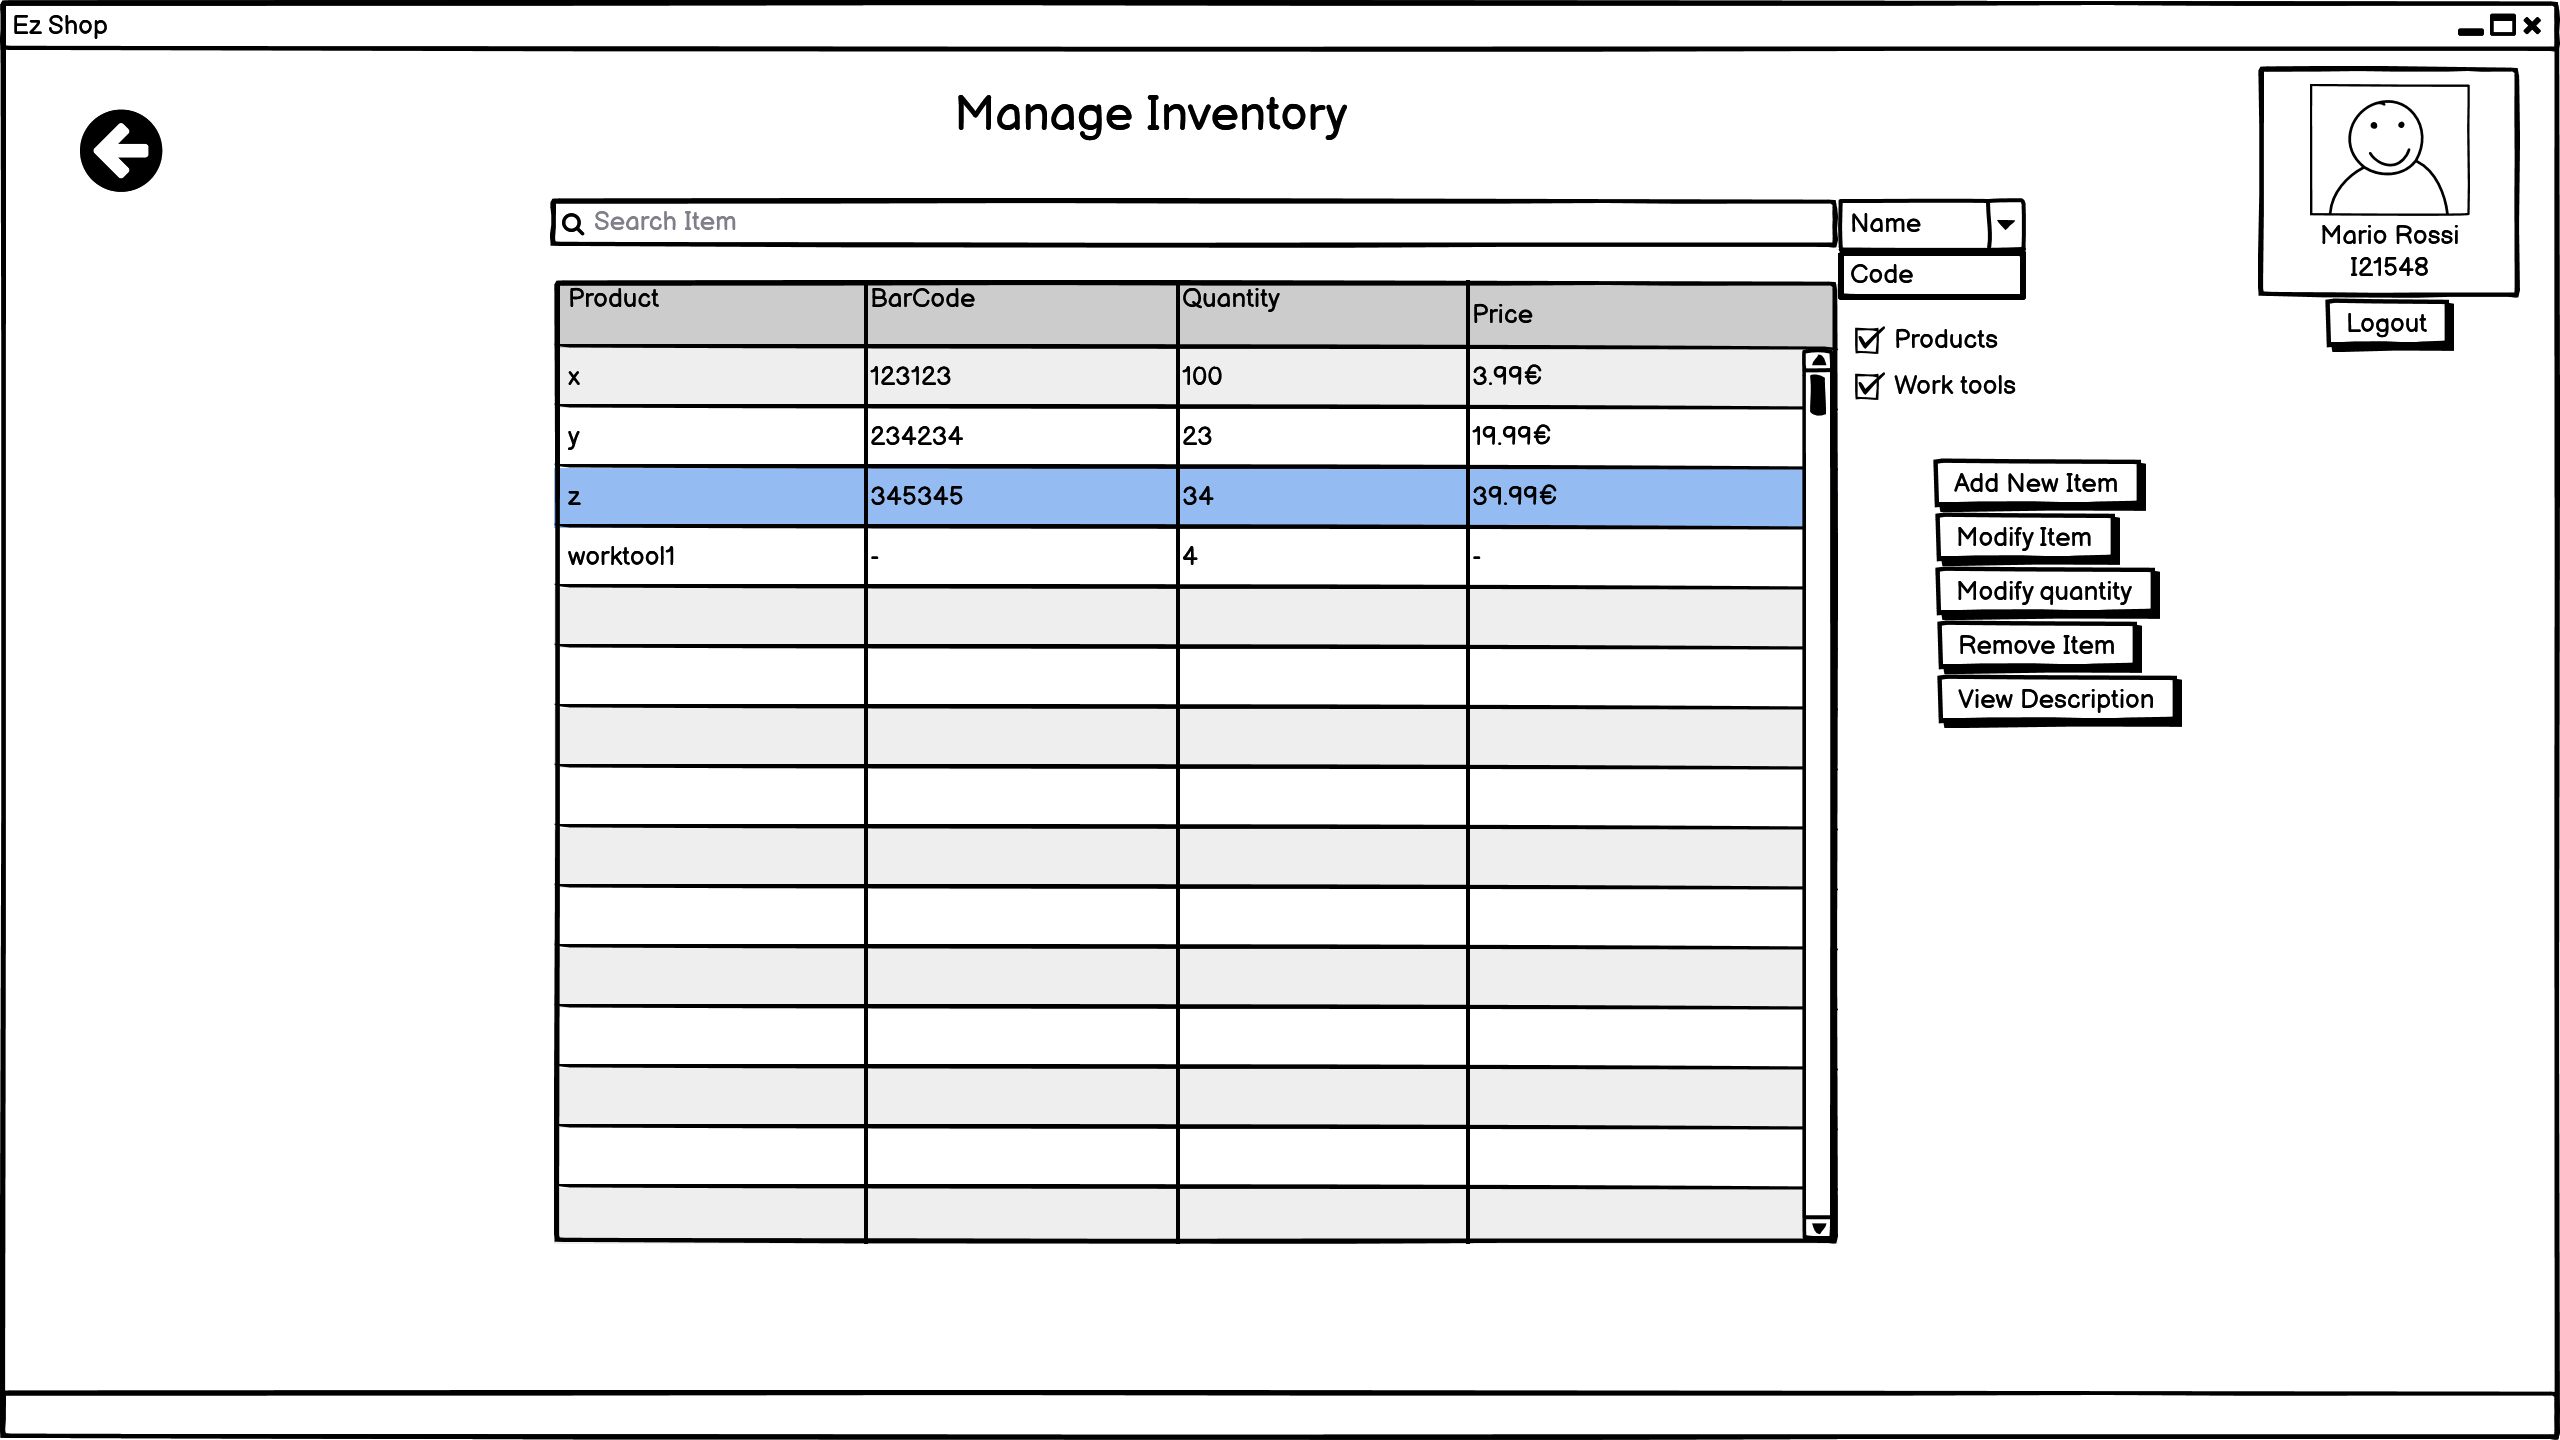 Ez Shop
Manage Inventory
Search Item
Name
Code
Mario Rossi
I21548
Logout
Products
Work tools
Product BarCode Quantity Price
x 123123 100 3.99€
y 234234 23 19.99€
z 345345 34 39.99€
worktool1 - 4 -
Add New Item
Modify Item
Modify quantity
Remove Item
View Description